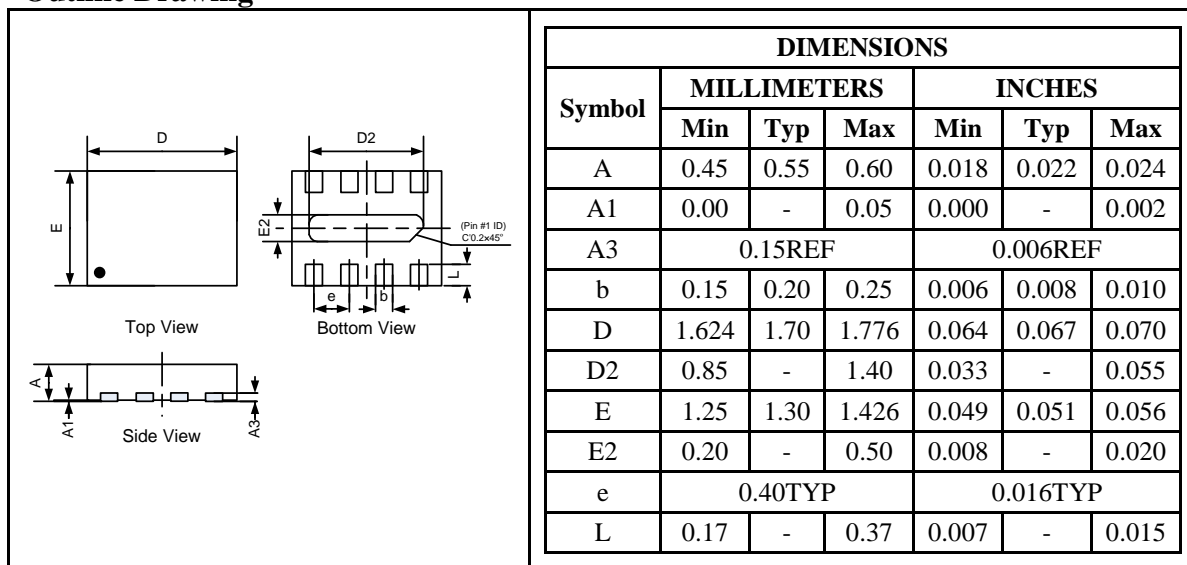 DIMENSIONS
Symbol MILLIMETERS INCHES
Min Typ Max Min Typ Max
A 0.45 0.55 0.60 0.018 0.022 0.024
A1 0.00 - 0.05 0.000 - 0.002
A3 0.15REF 0.006REF
b 0.15 0.20 0.25 0.006 0.008 0.010
D 1.624 1.70 1.776 0.064 0.067 0.070
D2 0.85 - 1.40 0.033 - 0.055
E 1.25 1.30 1.426 0.049 0.051 0.056
E2 0.20 - 0.50 0.008 - 0.020
e 0.40TYP 0.016TYP
L 0.17 - 0.37 0.007 - 0.015
D
E
Top View
D2
E2
(Pin #1 ID)
C'0.2×45°
L
e
b
Bottom View
A
A1
A3
Side View